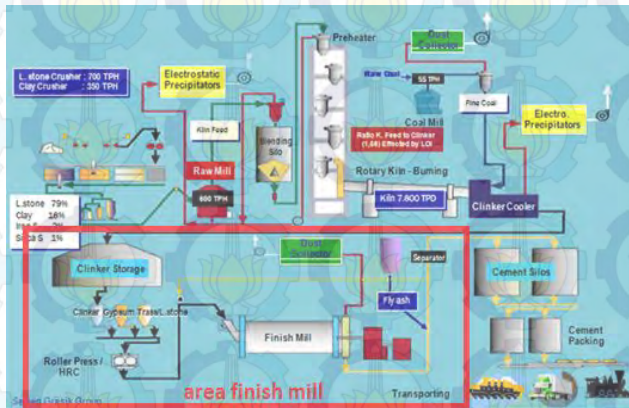 Preheater
Dust
Collector
L.stone Crusher : 700 TPH
Clay Crusher : 350 TPH
Electrostatic
Precipitators
Raw Coal
55 TPH
Fine Coal
Kiln Feed
Coal Mill
Electro.
Precipitators
Blending
Silo
Ratio K. Feed to Clinker
(1,68) Effected by LOI
Raw Mill
Rotary Kiln - Burning
Kiln 7.800 TPD
Clinker Cooler
600 TPH
L.stone 79%
Clay
Silica S 1%
Dust
Collector
Separator
Clinker Storage
Cement Silos
Fly ash
Clinker Gypsum Trass/L.stone
Finish Mill
Cement
Packing
Roller Press /
HRC
area finish mill
Transporting
Semen Gresik Group